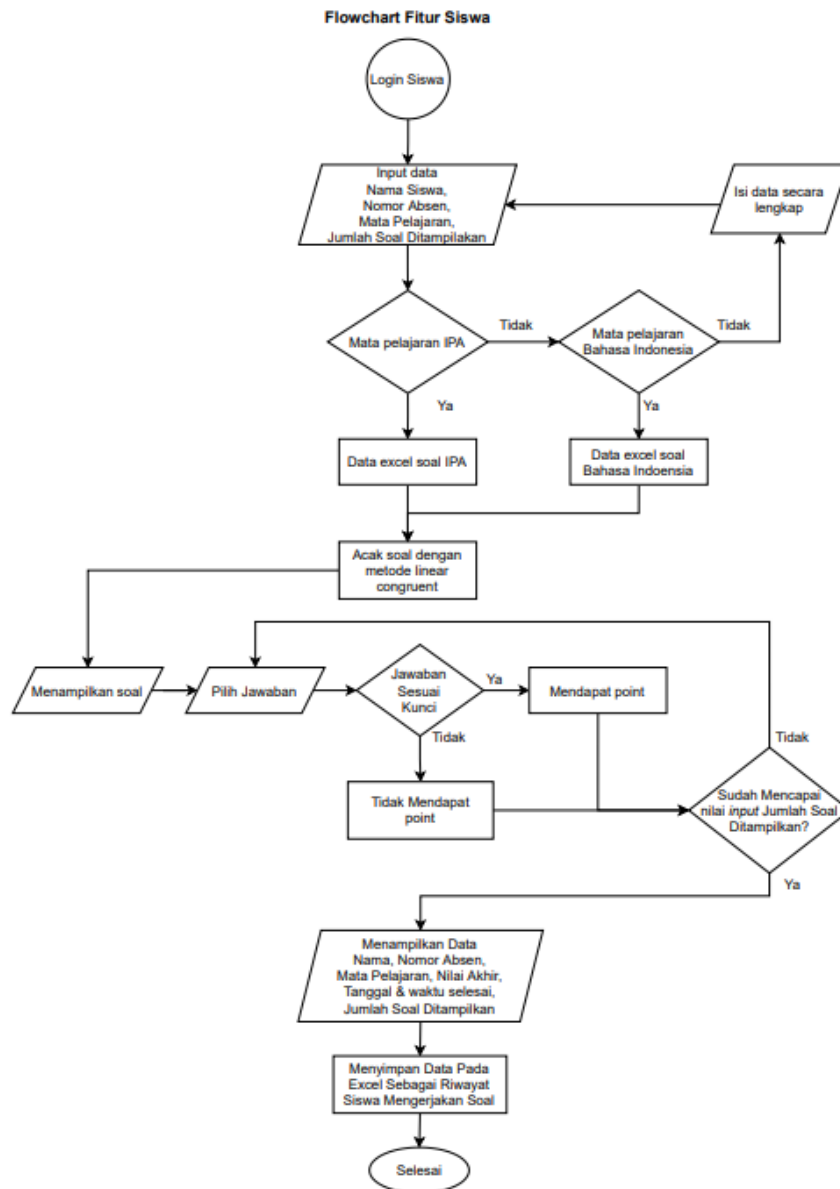 Flowchart Fitur Siswa
Login Siswa
Input data
Nama Siswa,
Nomor Absen,
Mata Pelajaran,
Jumlah Soal Ditampilakan
Isi data secara
lengkap
Mata pelajaran IPA
Tidak
Mata pelajaran
Bahasa Indonesia
Tidak
Ya
Ya
Data excel soal IPA
Data excel soal
Bahasa Indoensia
Acak soal dengan
metode linear
congruent
Menampilkan soal
Pilih Jawaban
Jawaban
Sesuai
Kunci
Ya
Mendapat point
Tidak
Tidak
Tidak Mendapat
point
Sudah Mencapai
nilai input Jumlah Soal
Ditampilkan?
Ya
Menampilkan Data
Nama, Nomor Absen,
Mata Pelajaran, Nilai Akhir,
Tanggal & waktu selesai,
Jumlah Soal Ditampilkan
Menyimpan Data Pada
Excel Sebagai Riwayat
Siswa Mengerjakan Soal
Selesai